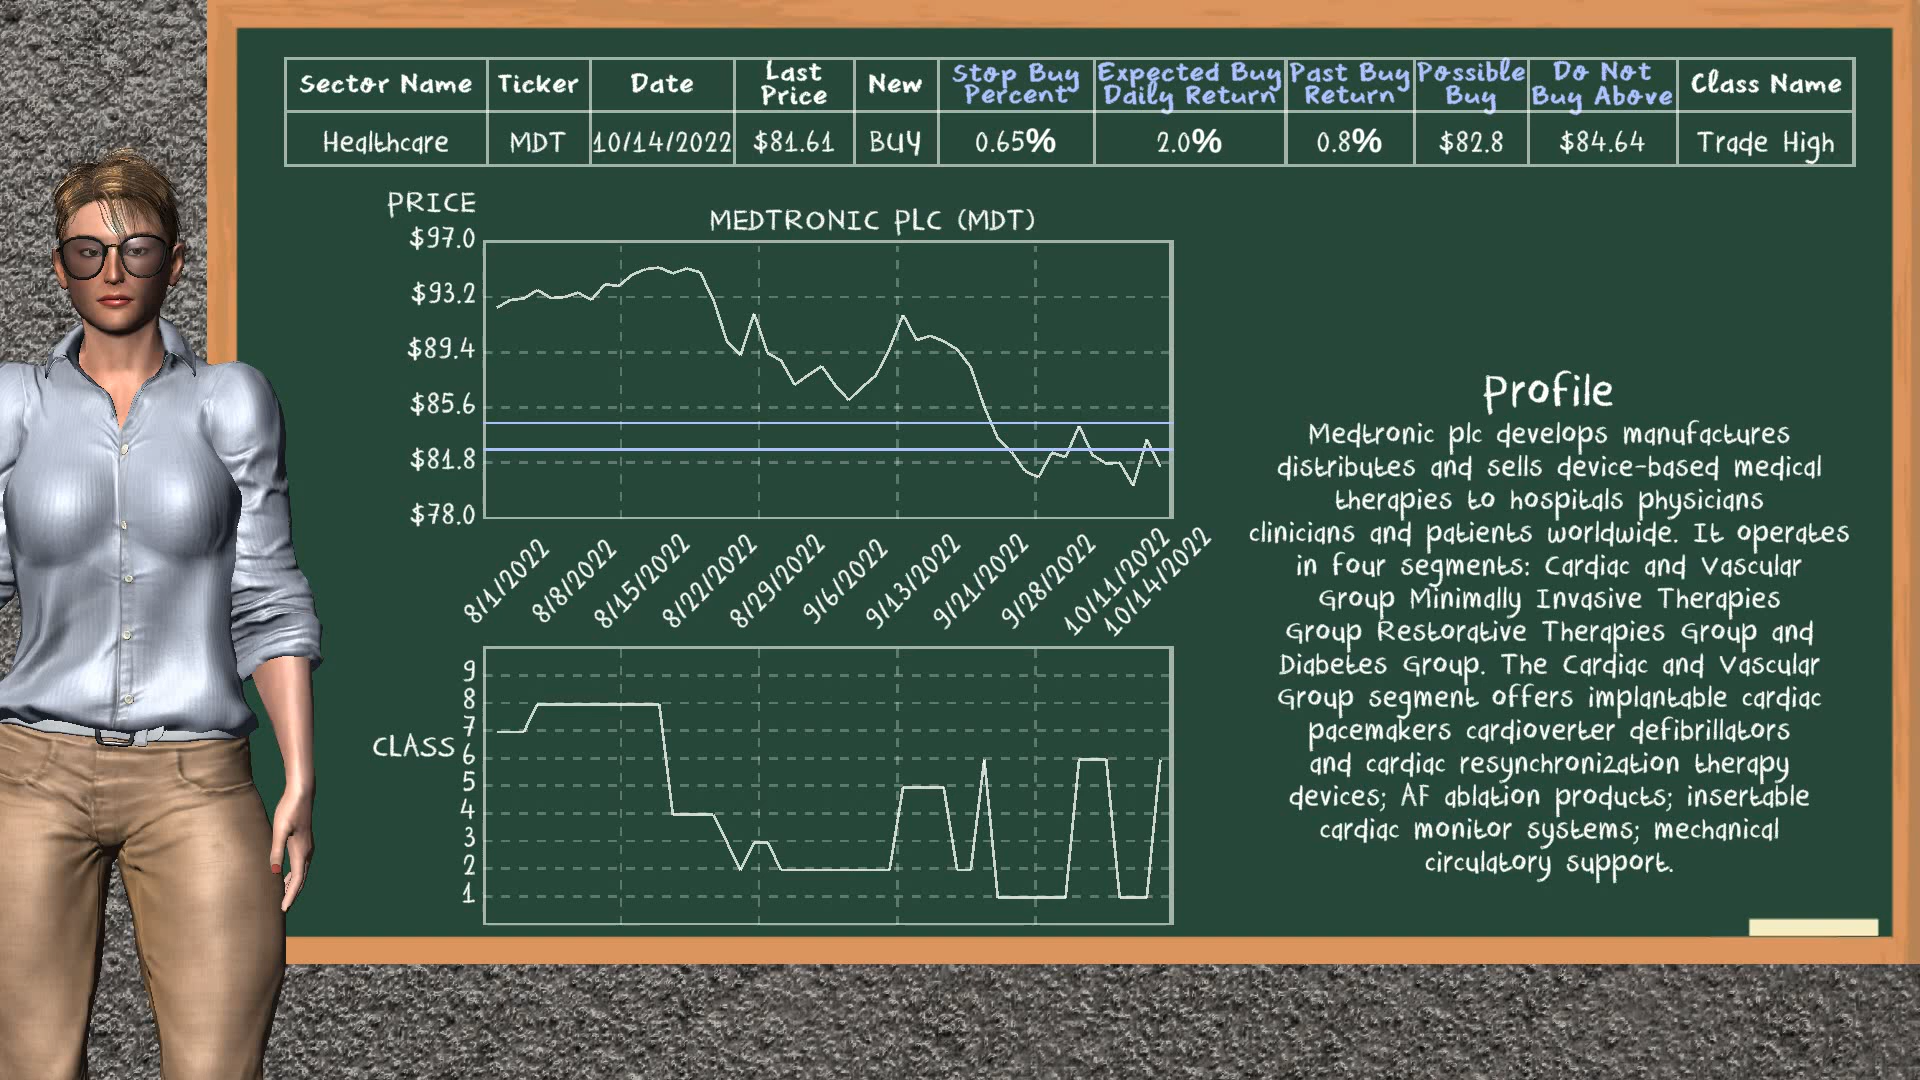 Sector Name Ticker Date Last Price New Stop Buy Percent Expected Buy Daily Return Past Buy Return Possible Buy Do Not Buy Above Class Name
Healthcare MDT 10/14/2022 $81.61 BUY 0.65% 2.0% 0.8% $82.8 $84.64 Trade High
PRICE
MEDTRONIC PLC (MDT)
$97.0
$93.2
$89.4
$85.6
$81.8
$78.0
8/1/2022 8/8/2022 8/15/2022 8/22/2022 8/29/2022 9/6/2022 9/13/2022 9/21/2022 9/28/2022 10/11/2022 10/14/2022
9
8
7
CLASS 6
5
4
3
2
1
Profile
Medtronic plc develops manufactures
distributes and sells device-based medical
therapies to hospitals physicians
clinicians and patients worldwide. It operates
in four segments: Cardiac and Vascular
Group Minimally Invasive Therapies
Group Restorative Therapies Group and
Diabetes Group. The Cardiac and Vascular
Group segment offers implantable cardiac
pacemakers cardioverter defibrillators
and cardiac resynchronization therapy
devices; AF ablation products; insertable
cardiac monitor systems; mechanical
circulatory support.